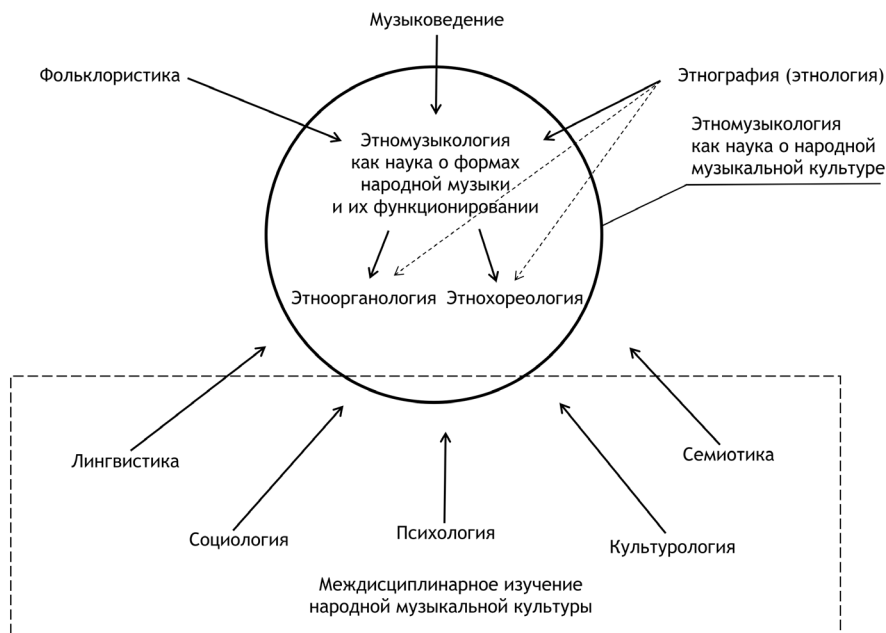 Музыковедение
Фольклористика
Этнография (этнология)
Этномузыкология
как наука о народной
музыкальной культуре
Этномузыкология
как наука о формах
народной музыки
и их функционировании
Этноорганология
Этнохореология
Лингвистика
Семиотика
Социология
Психология
Культурология
Междисциплинарное изучение
народной музыкальной культуры